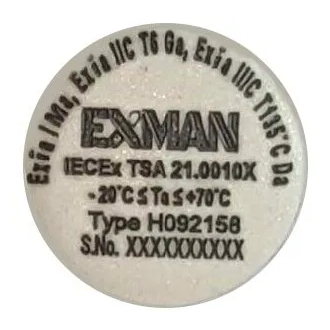 Exia I Ma, Exia IIC T6 Ga, Exia IIIC T135°C Da
EXMAN
IECEx TSA 21.0010X
-20°C ≤ Ta ≤ +70°C
Type H092158
S.No. XXXXXXXXXX